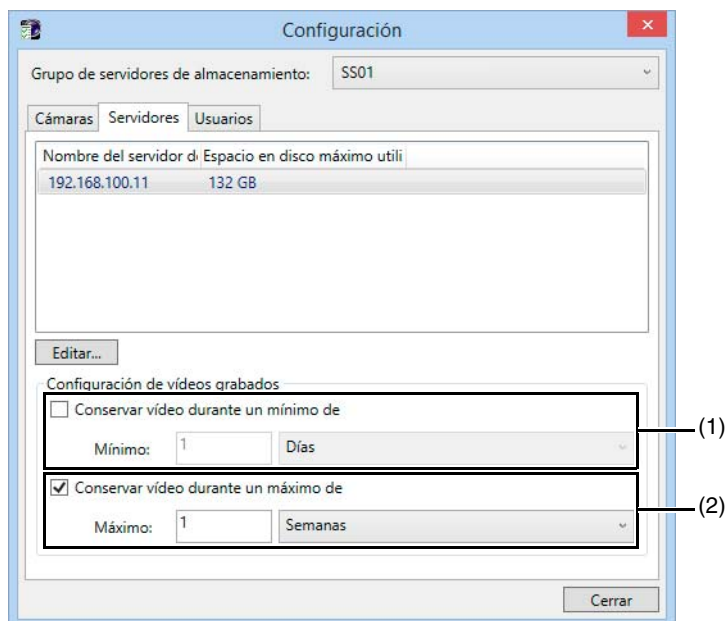 Configuración
Grupo de servidores de almacenamiento: SS01
Cámaras Servidores Usuarios
Nombre del servidor d Espacio en disco máximo utili
192.168.100.11 132 GB
Editar...
Configuración de vídeos grabados
Conservar vídeo durante un mínimo de
(1)
Mínimo: 1 Días
Conservar vídeo durante un máximo de
(2)
Máximo: 1 Semanas
Cerrar